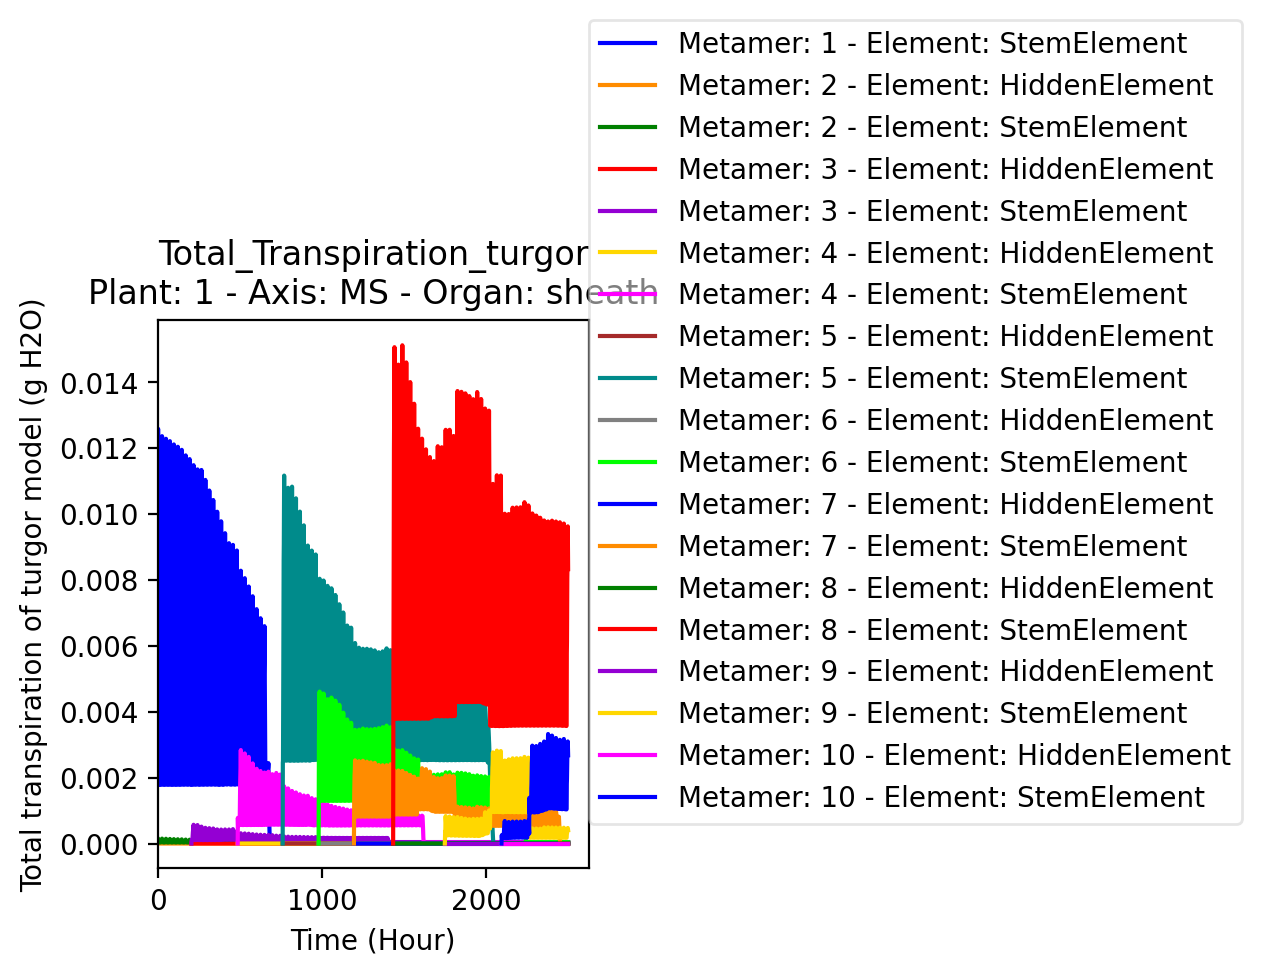 Total_Transpiration_turgor
Plant: 1 - Axis: MS - Organ: sheath
Total transpiration of turgor model (g H2O)
0.014
0.012
0.010
0.008
0.006
0.004
0.002
0.000
0 1000 2000
Time (Hour)
Metamer: 1 - Element: StemElement
Metamer: 2 - Element: HiddenElement
Metamer: 2 - Element: StemElement
Metamer: 3 - Element: HiddenElement
Metamer: 3 - Element: StemElement
Metamer: 4 - Element: HiddenElement
Metamer: 4 - Element: StemElement
Metamer: 5 - Element: HiddenElement
Metamer: 5 - Element: StemElement
Metamer: 6 - Element: HiddenElement
Metamer: 6 - Element: StemElement
Metamer: 7 - Element: HiddenElement
Metamer: 7 - Element: StemElement
Metamer: 8 - Element: HiddenElement
Metamer: 8 - Element: StemElement
Metamer: 9 - Element: HiddenElement
Metamer: 9 - Element: StemElement
Metamer: 10 - Element: HiddenElement
Metamer: 10 - Element: StemElement